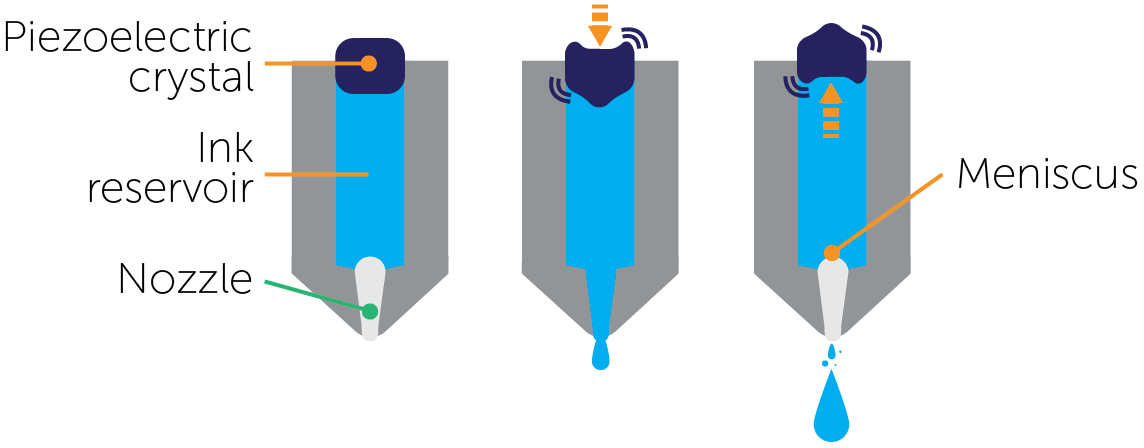 Piezoelectric
crystal
Ink
reservoir
Nozzle
Meniscus